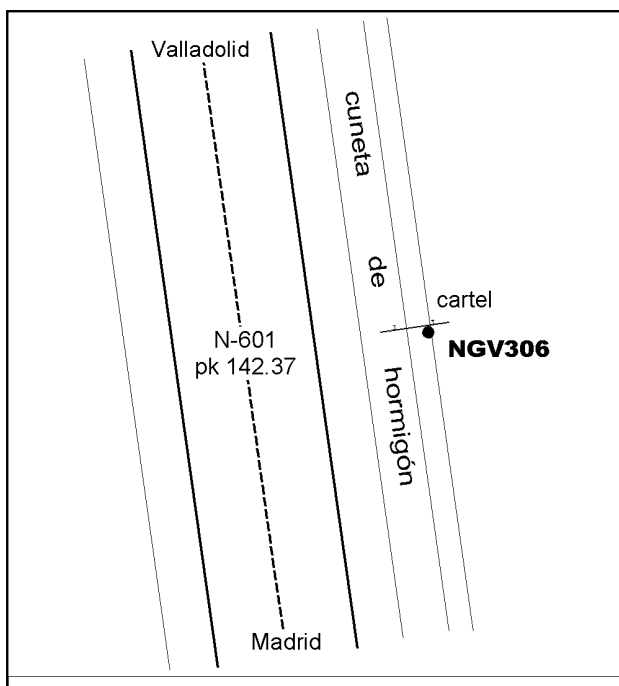 Valladolid
cuneta
de
hormigón
cartel
NGV306
N-601
pk 142.37
Madrid